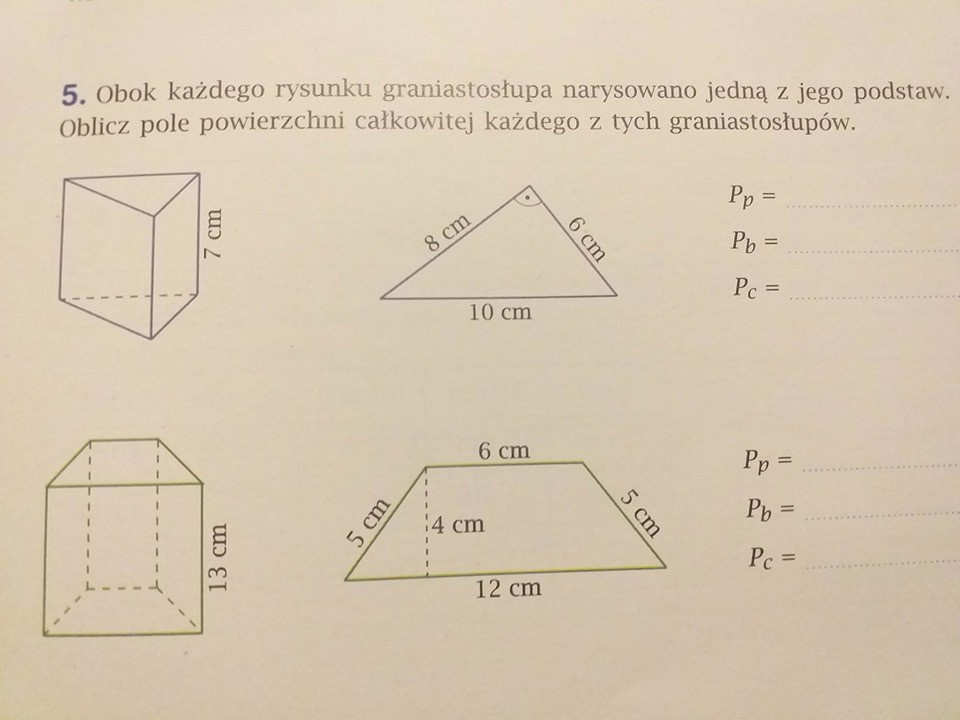 5. Obok każdego rysunku graniastosłupa narysowano jedną z jego podstaw.
Oblicz pole powierzchni całkowitej każdego z tych graniastosłupów.
7 cm
8 cm
6 cm
10 cm
Pp = ....................
Pb = ....................
Pc = ....................
13 cm
6 cm
5 cm
4 cm
5 cm
12 cm
Pp = ....................
Pb = ....................
Pc = ....................